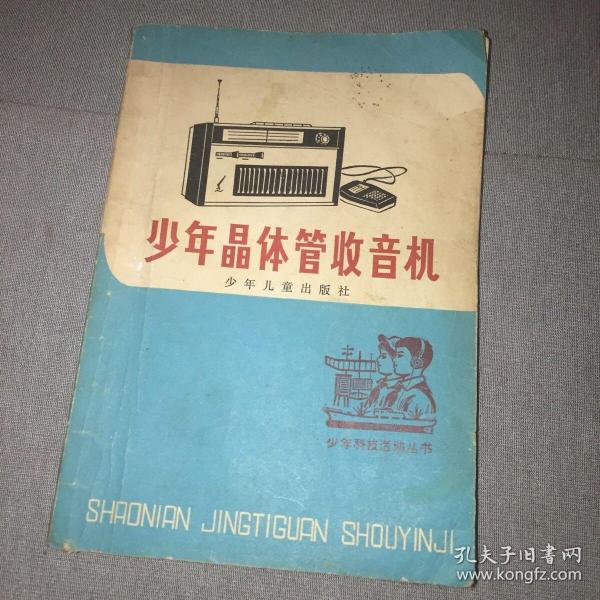 少年晶体管收音机
少年儿童出版社
少年科技活动丛书
SHAONIAN JINGTIGUAN SHOUYINJI
孔夫子旧书网
www.kongfz.com